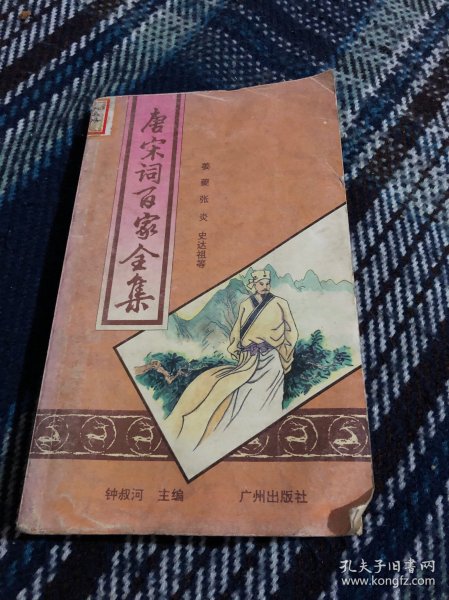 唐宋词百家全集
姜夔 张炎 史达祖等
钟叔河 主编 广州出版社
孔夫子旧书网
www.kongfz.com